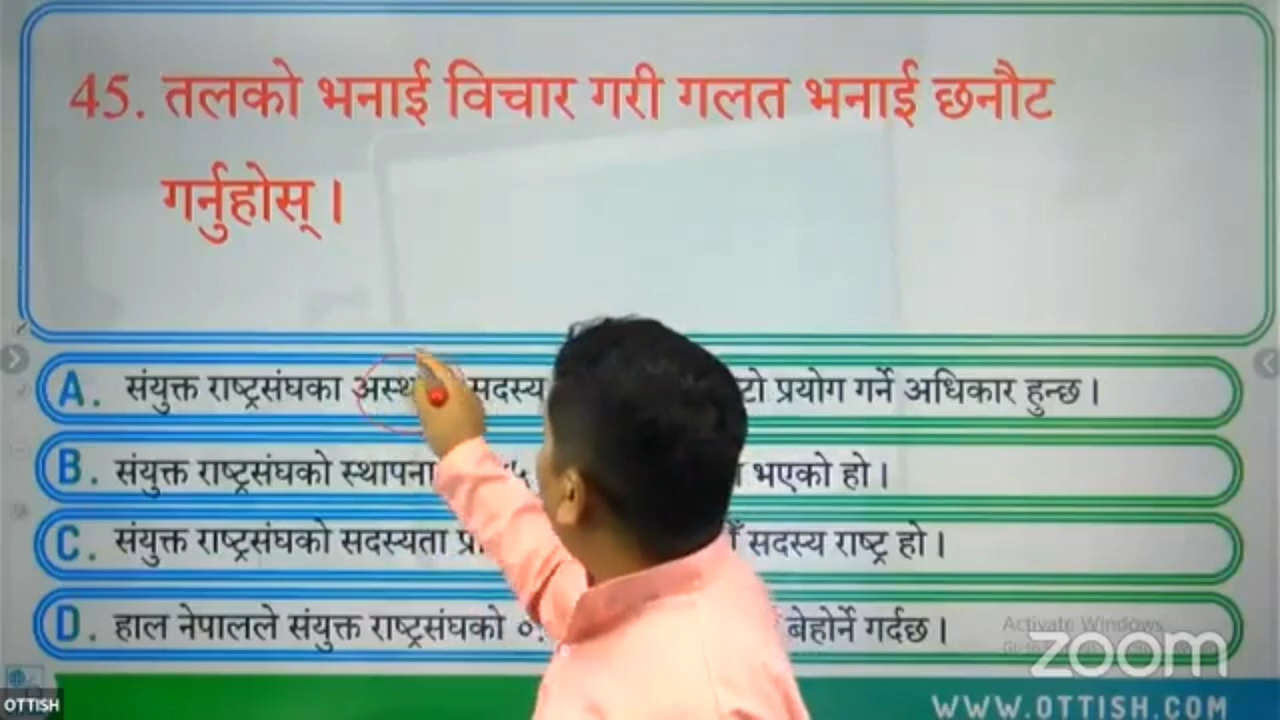 45. तलको भनाई विचार गरी गलत भनाई छनौट
गर्नुहोस् ।
A. संयुक्त राष्ट्रसंघका सदस्य प्रयोग गर्ने अधिकार हुन्छ ।
B. संयुक्त राष्ट्रसंघको स्थापना भएको हो ।
C. संयुक्त राष्ट्रसंघको सदस्यता सदस्य राष्ट्र हो ।
D. हाल नेपालले संयुक्त राष्ट्रसंघको बेहोर्ने गर्दछ ।
Activate Windows
zoom
OTTISH
WWW.OTTISH.COM